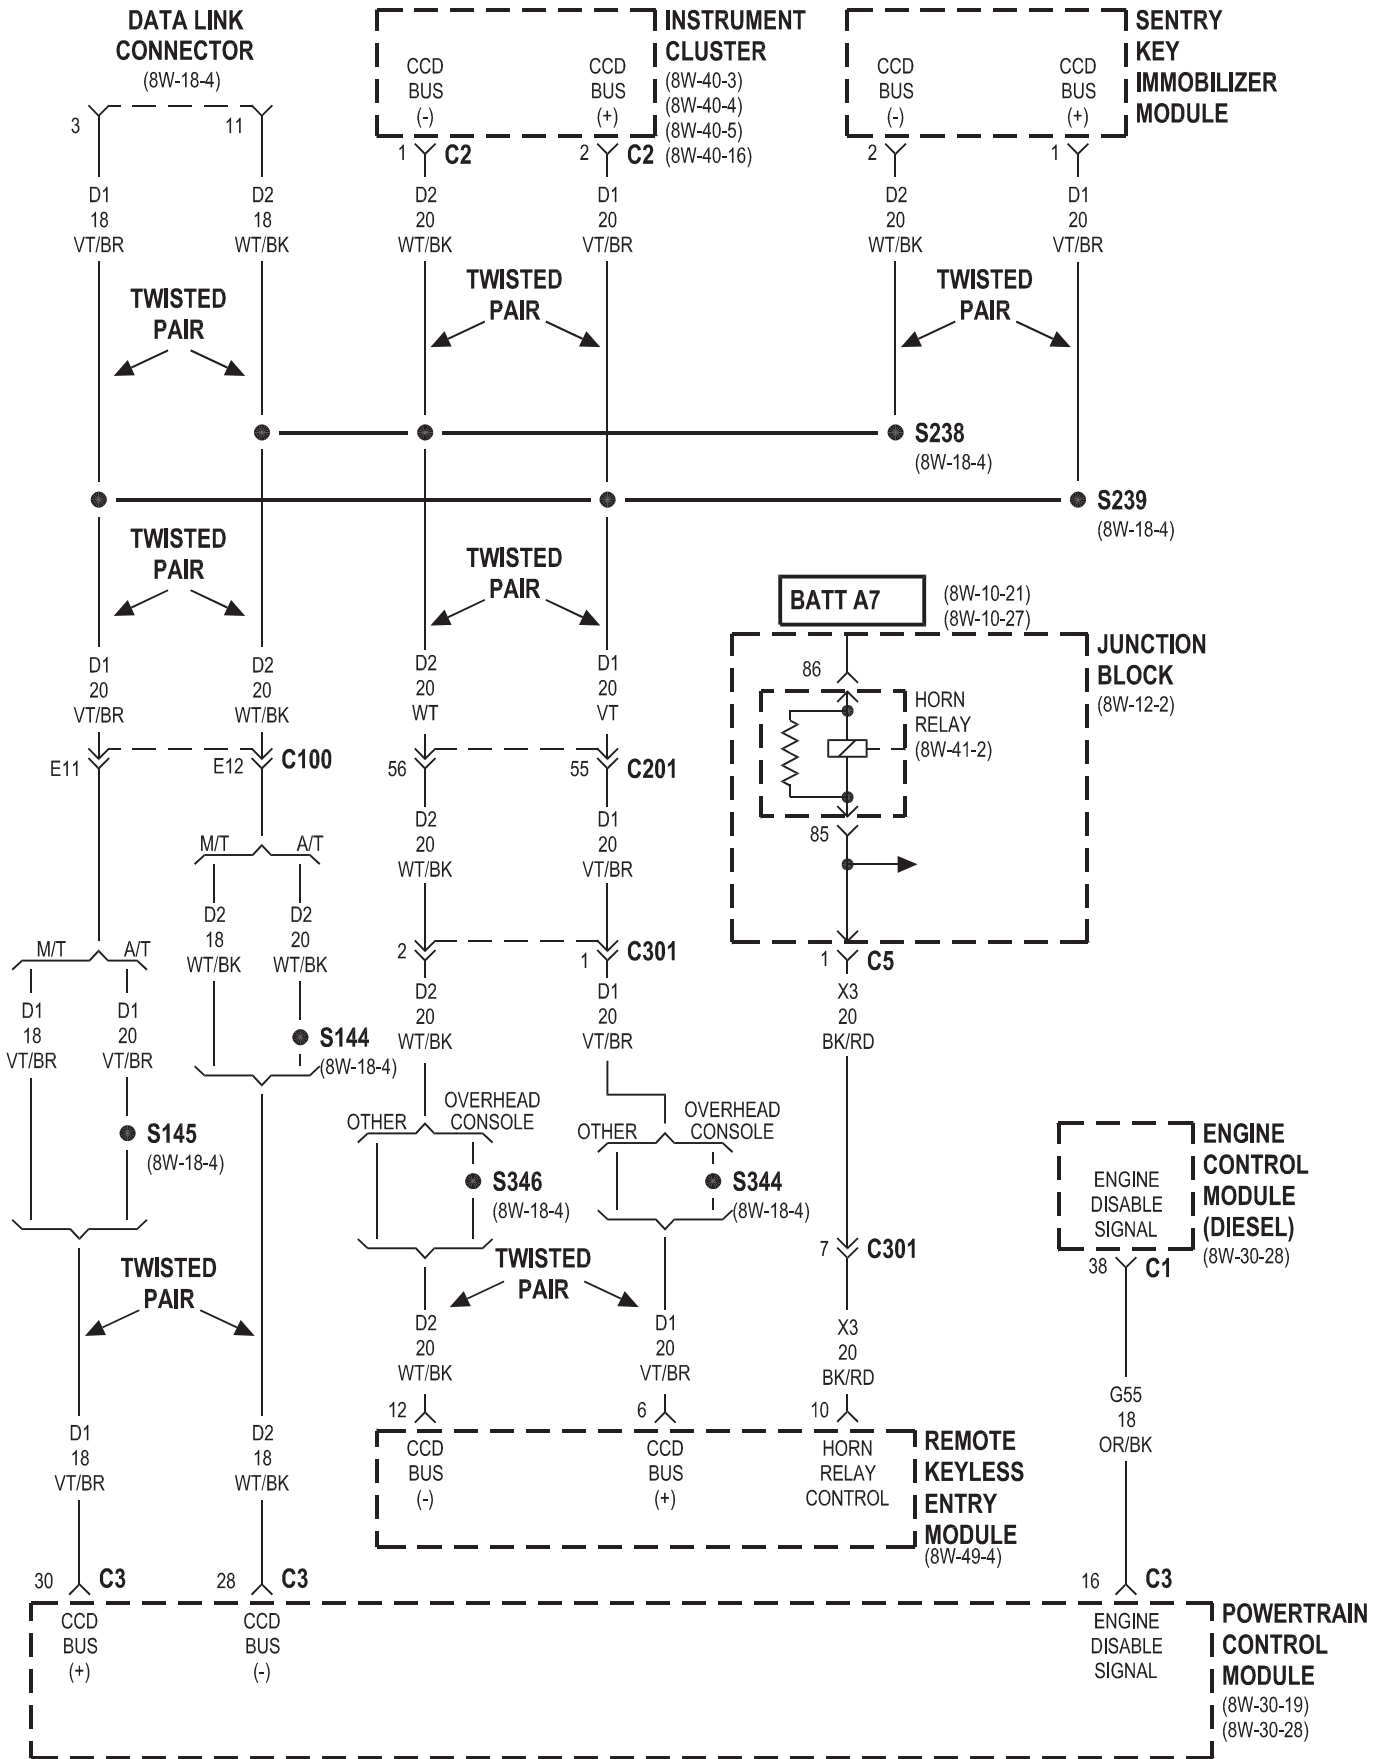 DATA LINK
CONNECTOR
(8W-18-4)
3
11
INSTRUMENT
CLUSTER
(8W-40-3)
(8W-40-4)
(8W-40-5)
(8W-40-16)
CCD
BUS
(-)
CCD
BUS
(+)
1
C2
2
C2
SENTRY
KEY
IMMOBILIZER
MODULE
CCD
BUS
(-)
CCD
BUS
(+)
2
1
D1
18
VT/BR
D2
18
WT/BK
D2
20
WT/BK
D1
20
VT/BR
D2
20
WT/BK
D1
20
VT/BR
TWISTED
PAIR
TWISTED
PAIR
TWISTED
PAIR
S238
(8W-18-4)
S239
(8W-18-4)
TWISTED
PAIR
TWISTED
PAIR
D1
20
VT/BR
D2
20
WT/BK
D2
20
WT
D1
20
VT
E11
E12
C100
56
55
C201
BATT A7
(8W-10-21)
(8W-10-27)
JUNCTION
BLOCK
(8W-12-2)
86
HORN
RELAY
(8W-41-2)
85
1
C5
M/T
A/T
D2
18
WT/BK
D2
20
WT/BK
S144
(8W-18-4)
M/T
A/T
D1
18
VT/BR
D1
20
VT/BR
S145
(8W-18-4)
D2
20
WT/BK
D1
20
VT/BR
2
1
C301
D2
20
WT/BK
D1
20
VT/BR
X3
20
BK/RD
OTHER
OVERHEAD
CONSOLE
S346
(8W-18-4)
OTHER
OVERHEAD
CONSOLE
S344
(8W-18-4)
7
C301
TWISTED
PAIR
TWISTED
PAIR
ENGINE
CONTROL
MODULE
(DIESEL)
(8W-30-28)
ENGINE
DISABLE
SIGNAL
38
C1
D2
20
WT/BK
D1
20
VT/BR
X3
20
BK/RD
G55
18
OR/BK
12
6
10
CCD
BUS
(-)
CCD
BUS
(+)
HORN
RELAY
CONTROL
REMOTE
KEYLESS
ENTRY
MODULE
(8W-49-4)
D1
18
VT/BR
D2
18
WT/BK
30
C3
28
C3
16
C3
CCD
BUS
(+)
CCD
BUS
(-)
ENGINE
DISABLE
SIGNAL
POWERTRAIN
CONTROL
MODULE
(8W-30-19)
(8W-30-28)